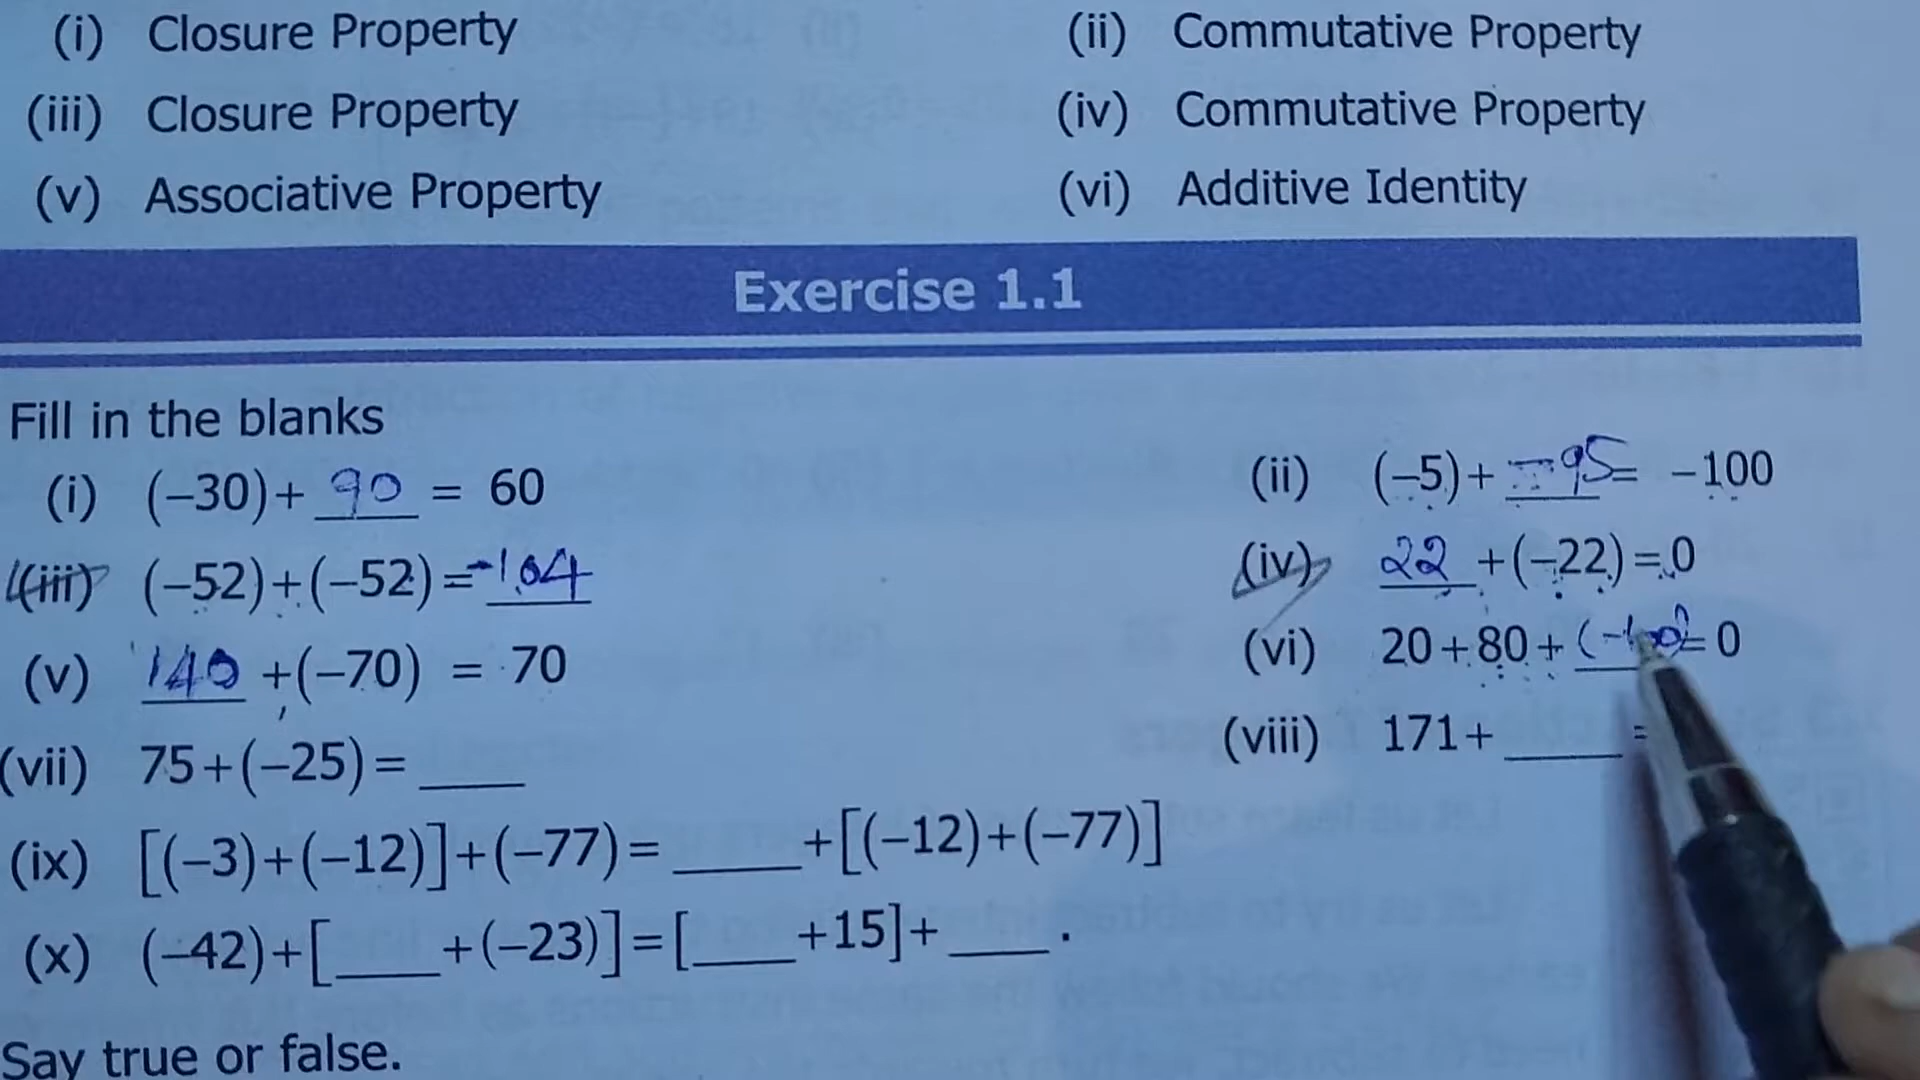 (i) Closure Property (ii) Commutative Property
(iii) Closure Property (iv) Commutative Property
(v) Associative Property (vi) Additive Identity
Exercise 1.1
Fill in the blanks
(i) (–30)+ 90 = 60 (ii) (–5)+ -95 = –100
(iii) (–52)+(–52)= -104 (iv) 22 +(–22)=0
(v) 140 +(–70) = 70 (vi) 20+80+ (-100) = 0
(vii) 75+(–25)= ____ (viii) 171+ ____ =
(ix) [(–3)+(–12)]+(–77)= ____ +[(–12)+(–77)]
(x) (–42)+[____+(–23)]=[____+15]+____.
Say true or false.